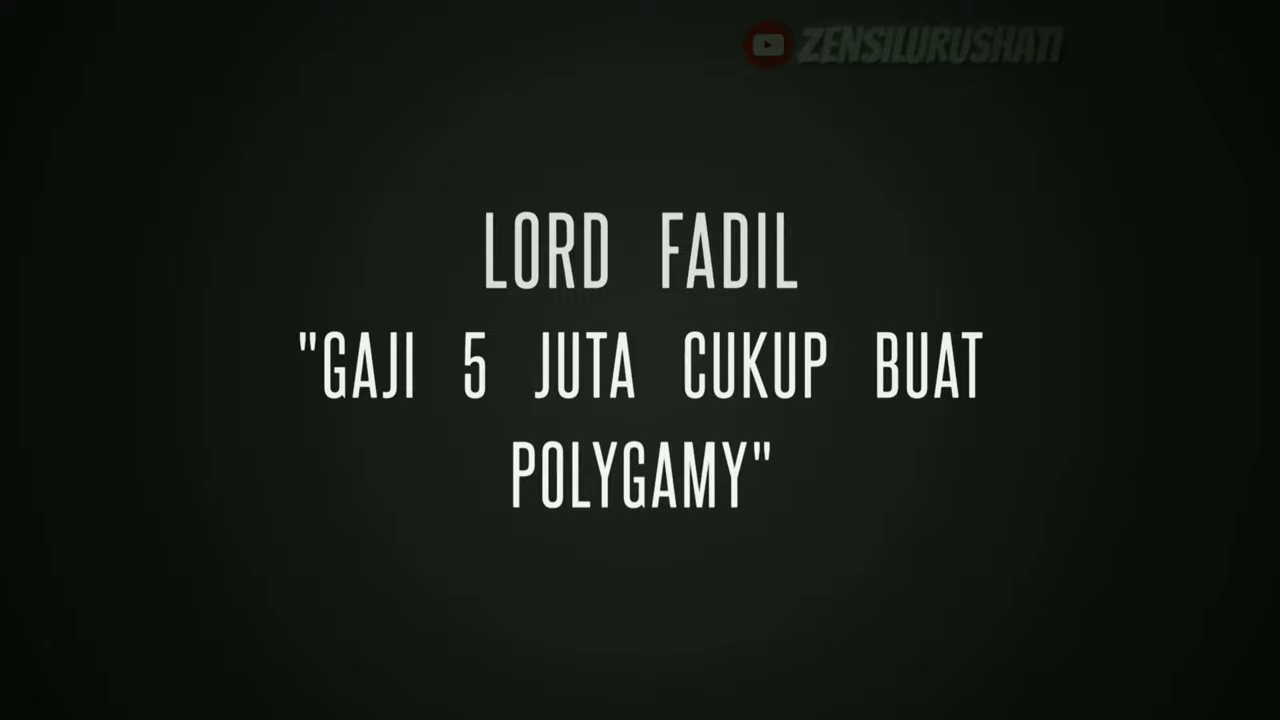 ZENSILURUSHATI
LORD FADIL
"GAJI 5 JUTA CUKUP BUAT
POLYGAMY"